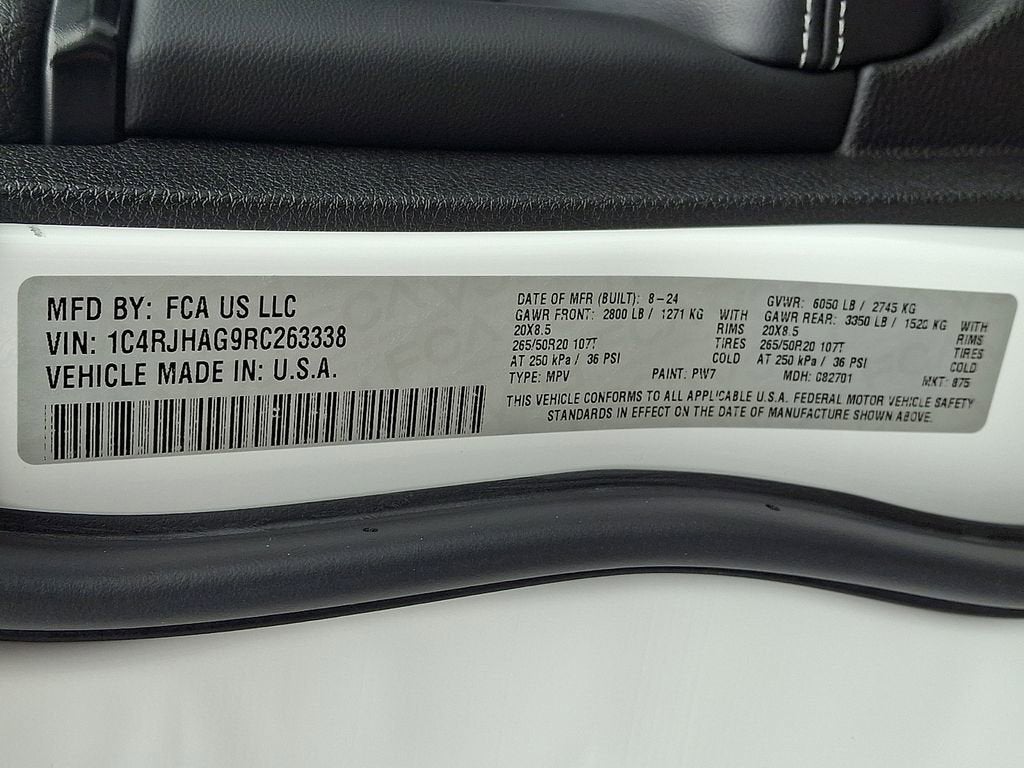 MFD BY: FCA US LLC
VIN: 1C4RJHAG9RC263338
VEHICLE MADE IN: U.S.A.
DATE OF MFR (BUILT): 8-24 GVWR: 6050 LB / 2745 KG
GAWR FRONT: 2800 LB / 1271 KG WITH GAWR REAR: 3350 LB / 1520 KG WITH
20X8.5 RIMS 20X8.5 RIMS
265/50R20 107T TIRES 265/50R20 107T TIRES
AT 250 kPa / 36 PSI COLD AT 250 kPa / 36 PSI COLD
TYPE: MPV PAINT: PW7 MDH: 082701 MKT: 875
THIS VEHICLE CONFORMS TO ALL APPLICABLE U.S.A. FEDERAL MOTOR VEHICLE SAFETY
STANDARDS IN EFFECT ON THE DATE OF MANUFACTURE SHOWN ABOVE.